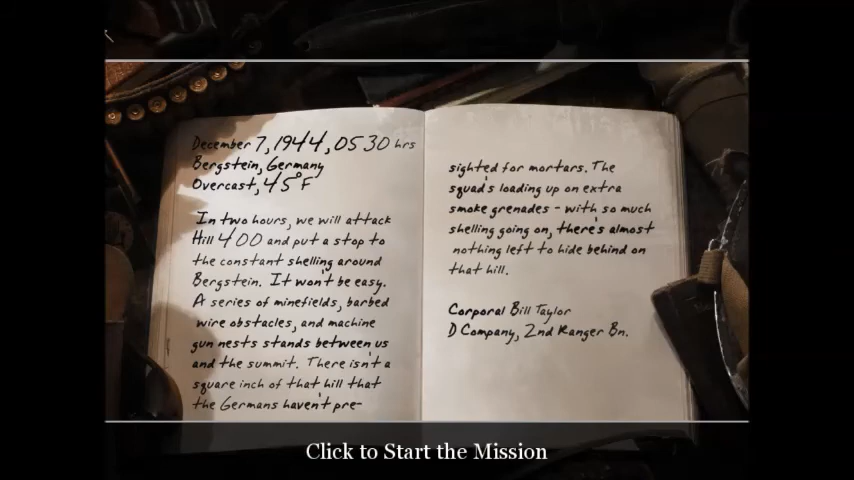 December 7, 1944, 0530 hrs
Bergstein, Germany
Overcast, 45°F
In two hours, we will attack
Hill 400 and put a stop to
the constant shelling around
Bergstein. It won't be easy.
A series of minefields, barbed
wire obstacles, and machine
gun nests stands between us
and the summit. There isn't a
square inch of that hill that
the Germans haven't pre-
sighted for mortars. The
squad's loading up on extra
smoke grenades - with so much
shelling going on, there's almost
nothing left to hide behind on
that hill.
Corporal Bill Taylor
D Company, 2nd Ranger Bn.
Click to Start the Mission